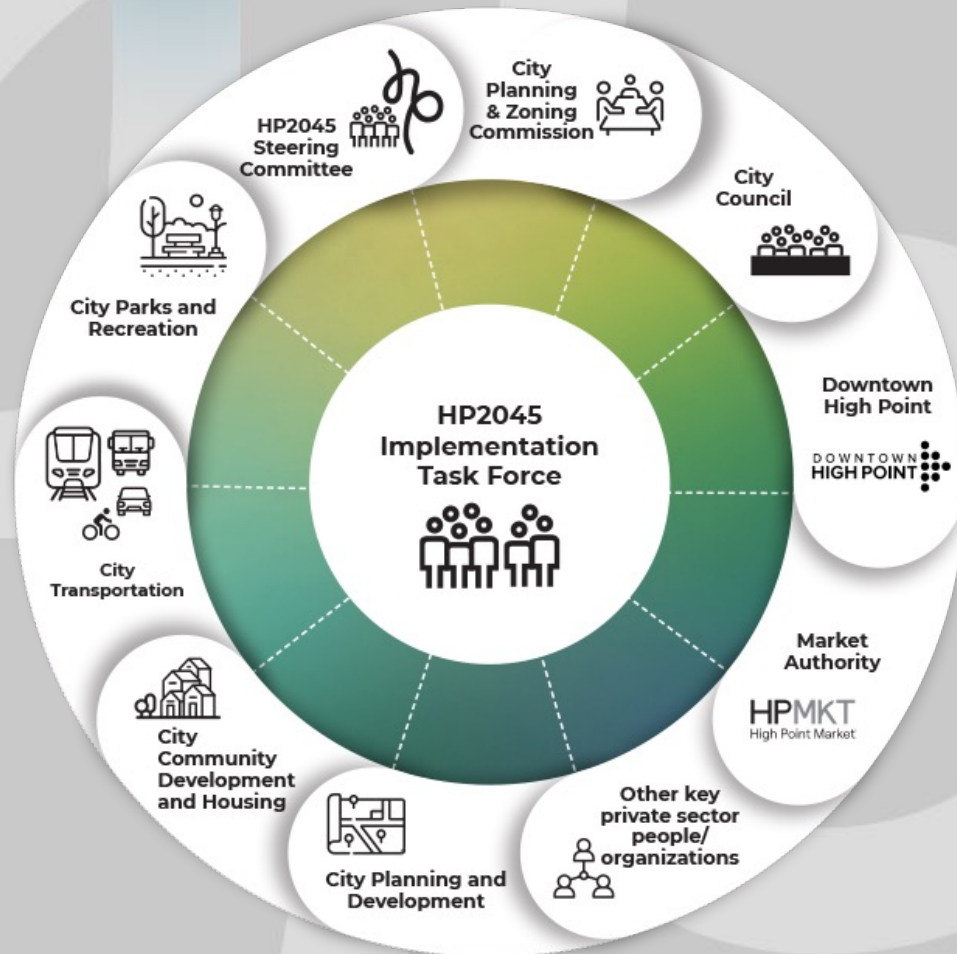 City
Planning
& Zoning
Commission
HP2045
Steering
Committee
City
Council
City Parks and
Recreation
Downtown
High Point
DOWNTOWN
HIGH POINT
HP2045
Implementation
Task Force
City
Transportation
Market
Authority
HPMKT
High Point Market
City
Community
Development
and Housing
Other key
private sector
people/
organizations
City Planning and
Development